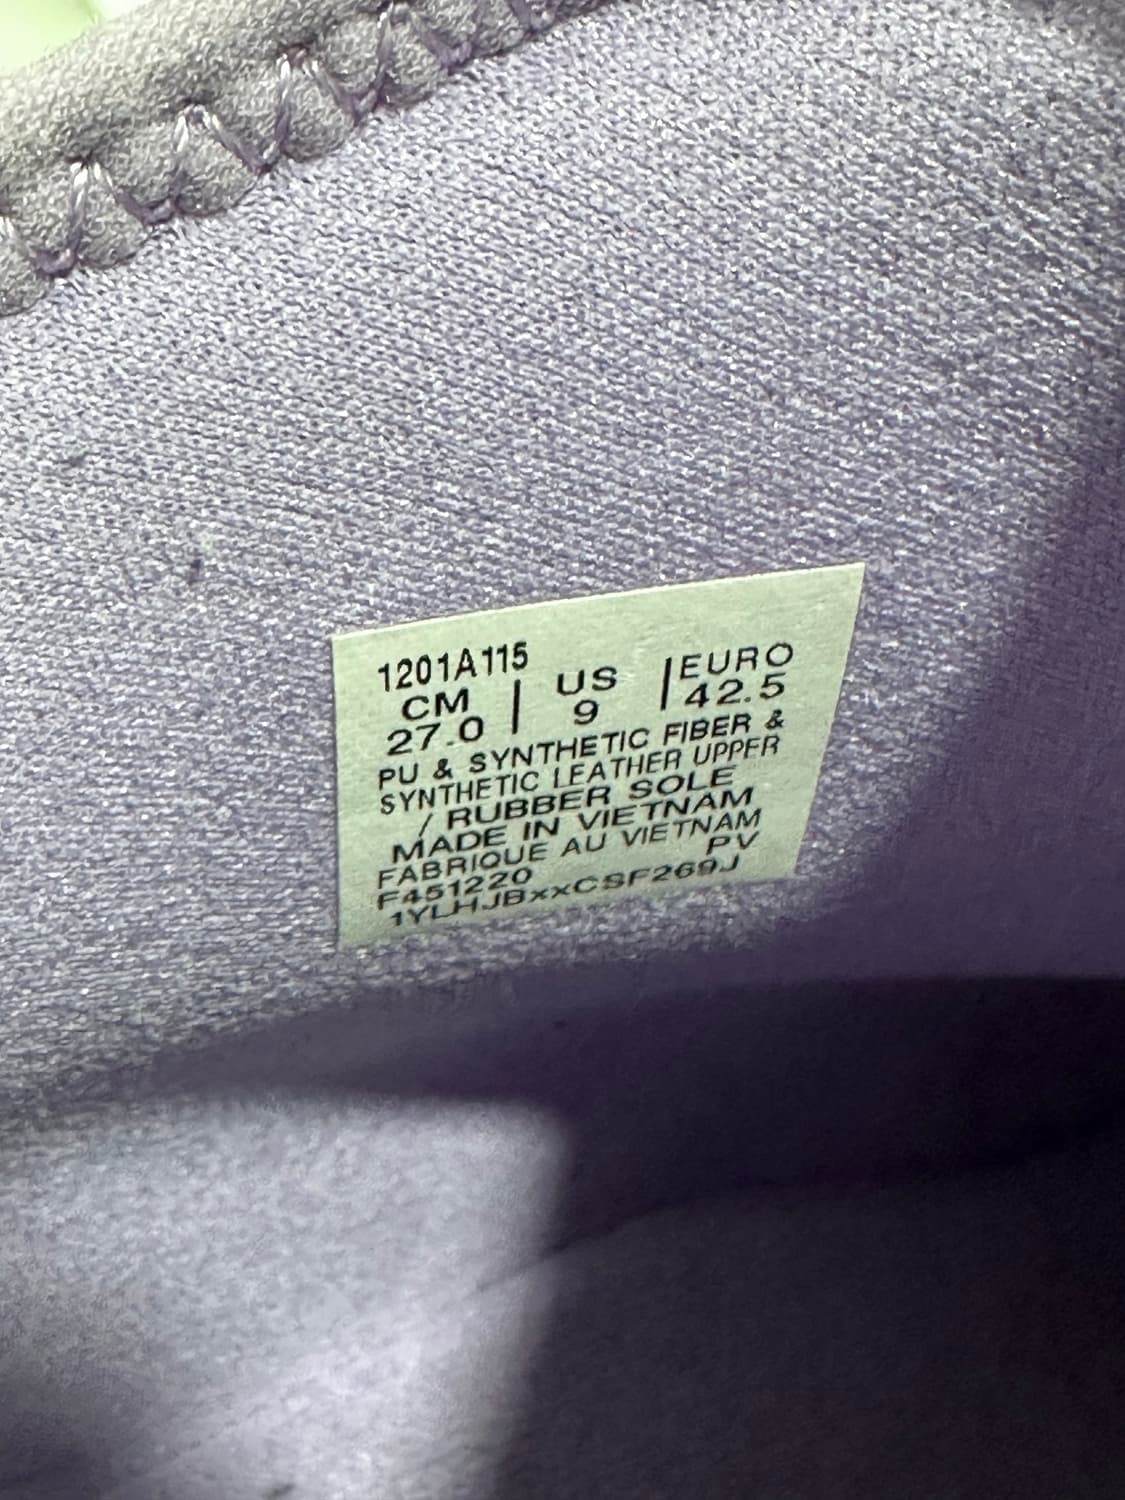 1201A115
CM | US | EURO
27.0 9 42.5
PU & SYNTHETIC FIBER &
SYNTHETIC LEATHER UPPER
/ RUBBER SOLE
MADE IN VIETNAM
FABRIQUE AU VIETNAM
F451220 PV
1YLHJBxxCSF269J